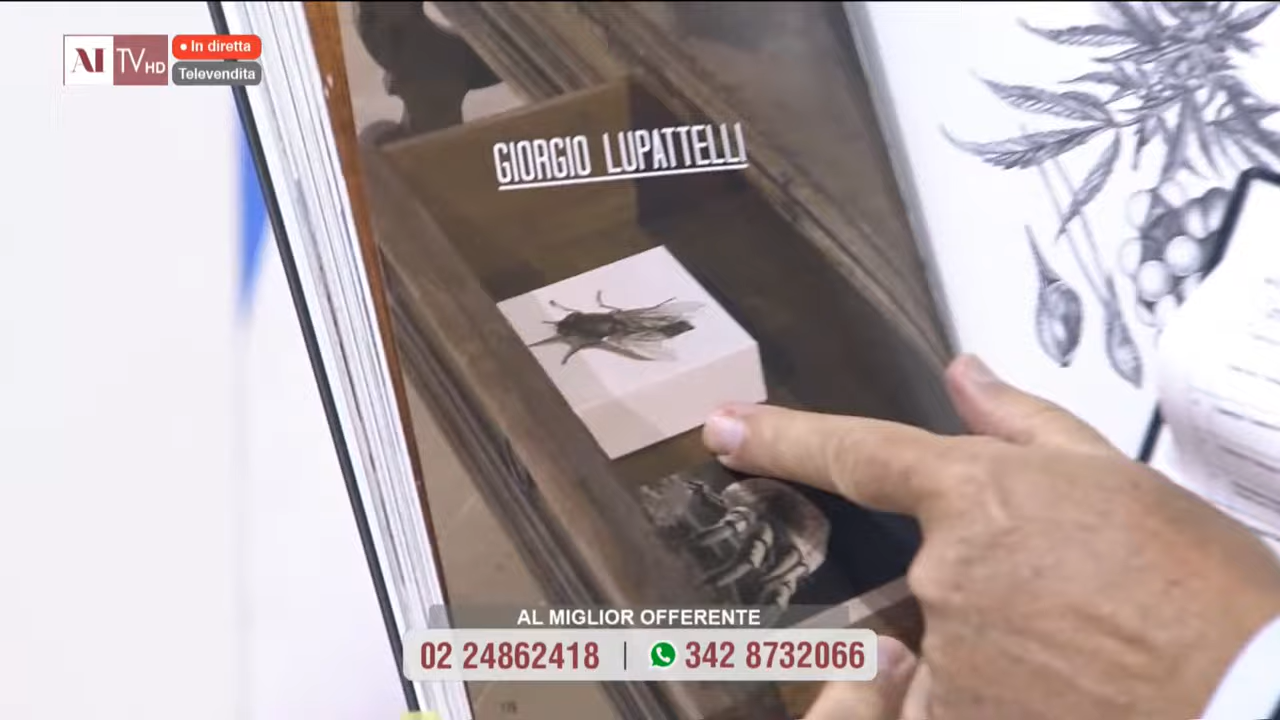 AI TV HD
In diretta
Televendita
GIORGIO LUPATTELLI
AL MIGLIOR OFFERENTE
02 24862418 | 342 8732066